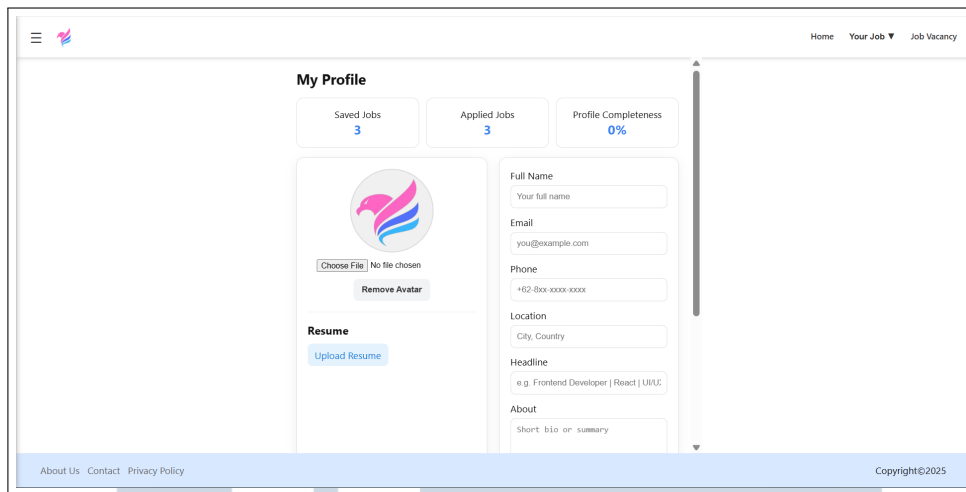 Home Your Job ▼ Job Vacancy
My Profile
Saved Jobs
3
Applied Jobs
3
Profile Completeness
0%
Choose File No file chosen
Remove Avatar
Resume
Upload Resume
Full Name
Your full name
Email
you@example.com
Phone
+62-8xx-xxxx-xxxx
Location
City, Country
Headline
e.g. Frontend Developer | React | UI/U
About
Short bio or summary
About Us Contact Privacy Policy
Copyright©2025